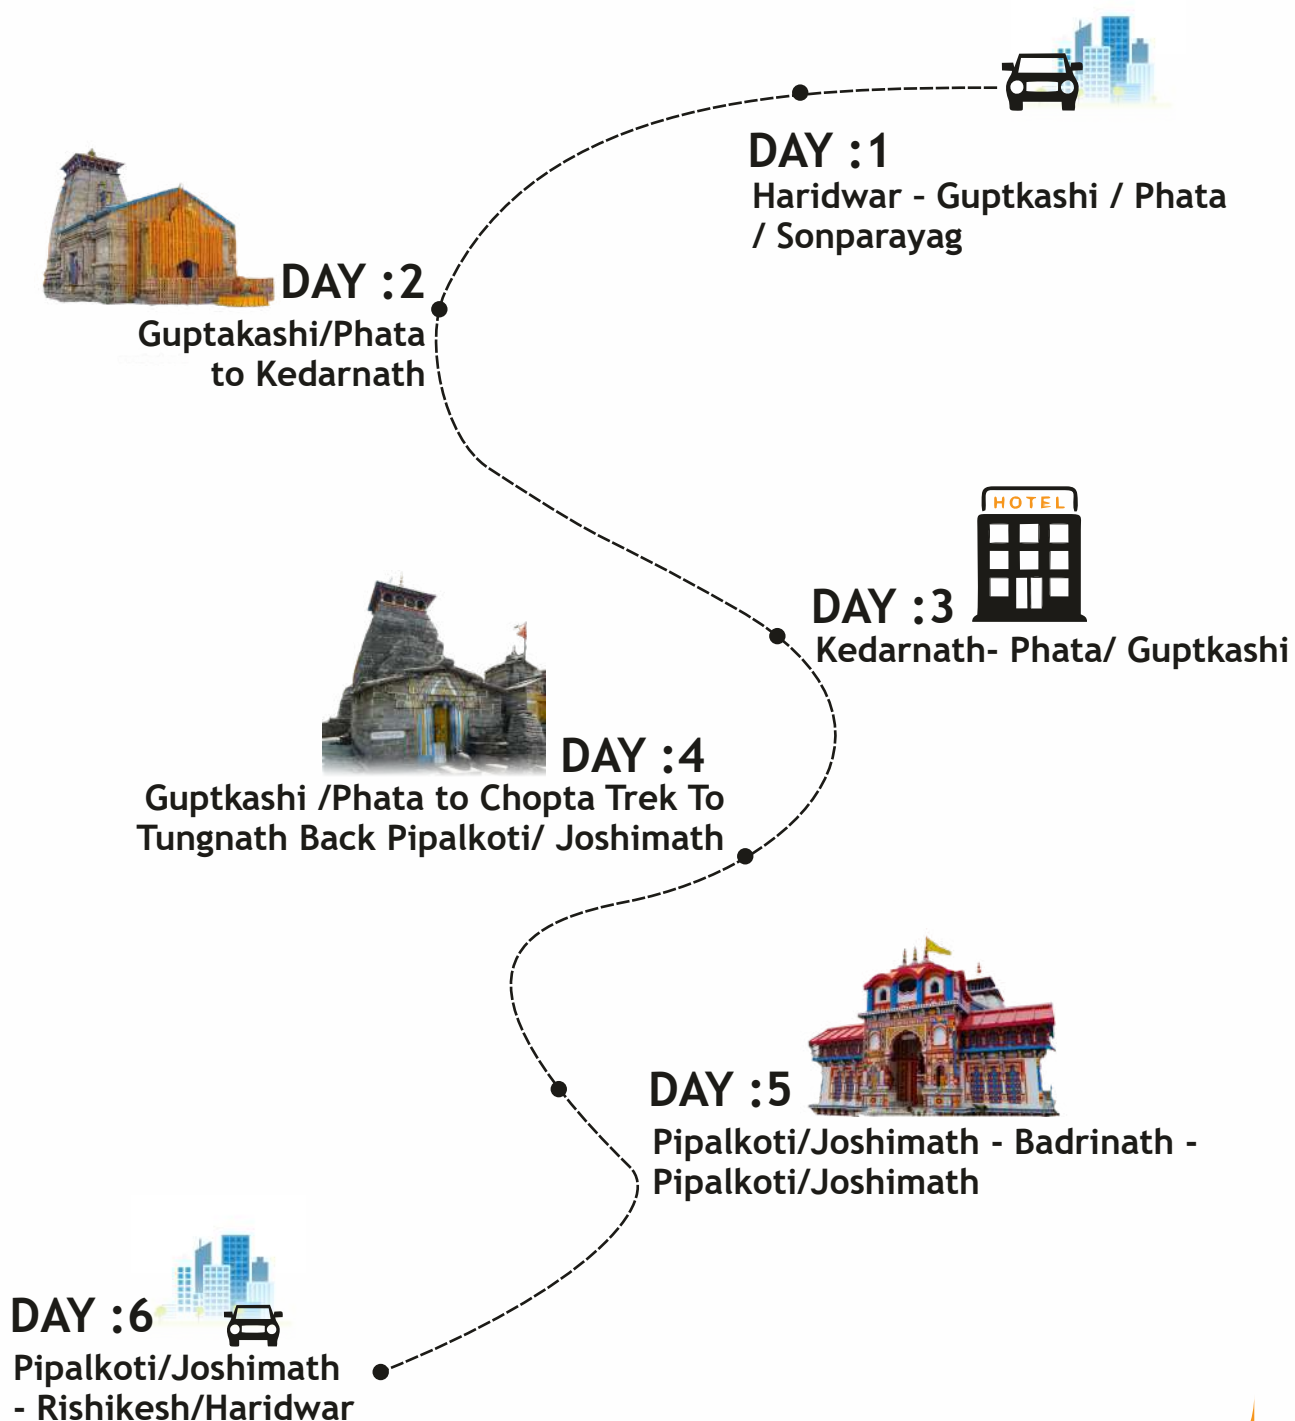 DAY :1
Haridwar - Guptkashi / Phata
/ Sonparayag
DAY :2
Guptakashi/Phata
to Kedarnath
HOTEL
DAY :3
Kedarnath- Phata/ Guptkashi
DAY :4
Guptkashi /Phata to Chopta Trek To
Tungnath Back Pipalkoti/ Joshimath
DAY :5
Pipalkoti/Joshimath - Badrinath -
Pipalkoti/Joshimath
DAY :6
Pipalkoti/Joshimath
- Rishikesh/Haridwar